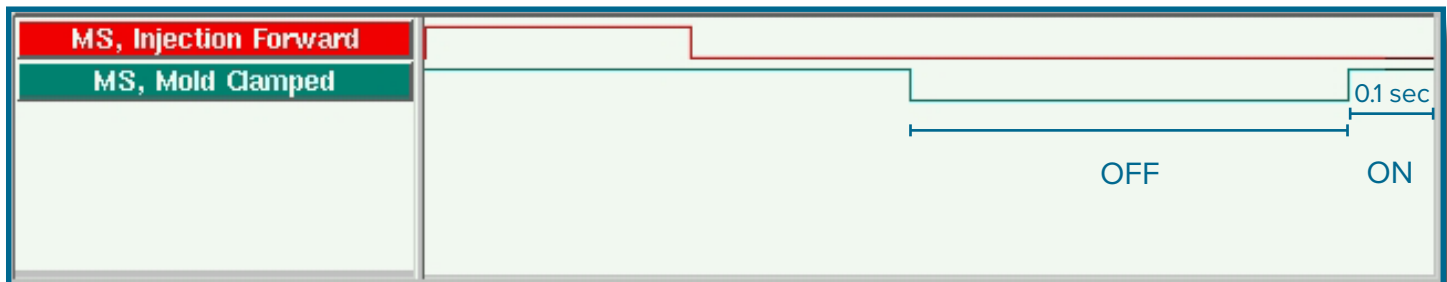 MS, Injection Forward
MS, Mold Clamped
0.1 sec
OFF
ON